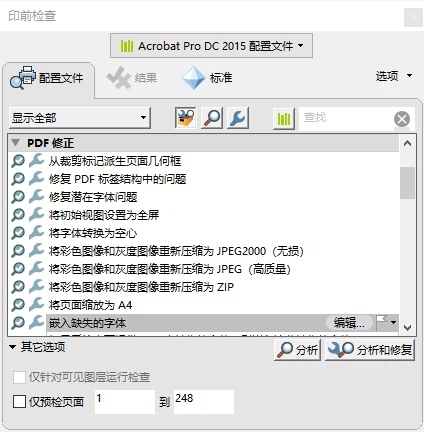 印前检查
Acrobat Pro DC 2015 配置文件
配置文件 结果 标准 选项
显示全部 查找
PDF 修正
从裁剪标记派生页面几何框
修复 PDF 标签结构中的问题
修复潜在字体问题
将初始视图设置为全屏
将字体转换为空心
将彩色图像和灰度图像重新压缩为 JPEG2000（无损）
将彩色图像和灰度图像重新压缩为 JPEG（高质量）
将彩色图像和灰度图像重新压缩为 ZIP
将页面缩放为 A4
嵌入缺失的字体 编辑...
其它选项 分析 分析和修复
仅针对可见图层运行检查
仅预检页面 1 到 248